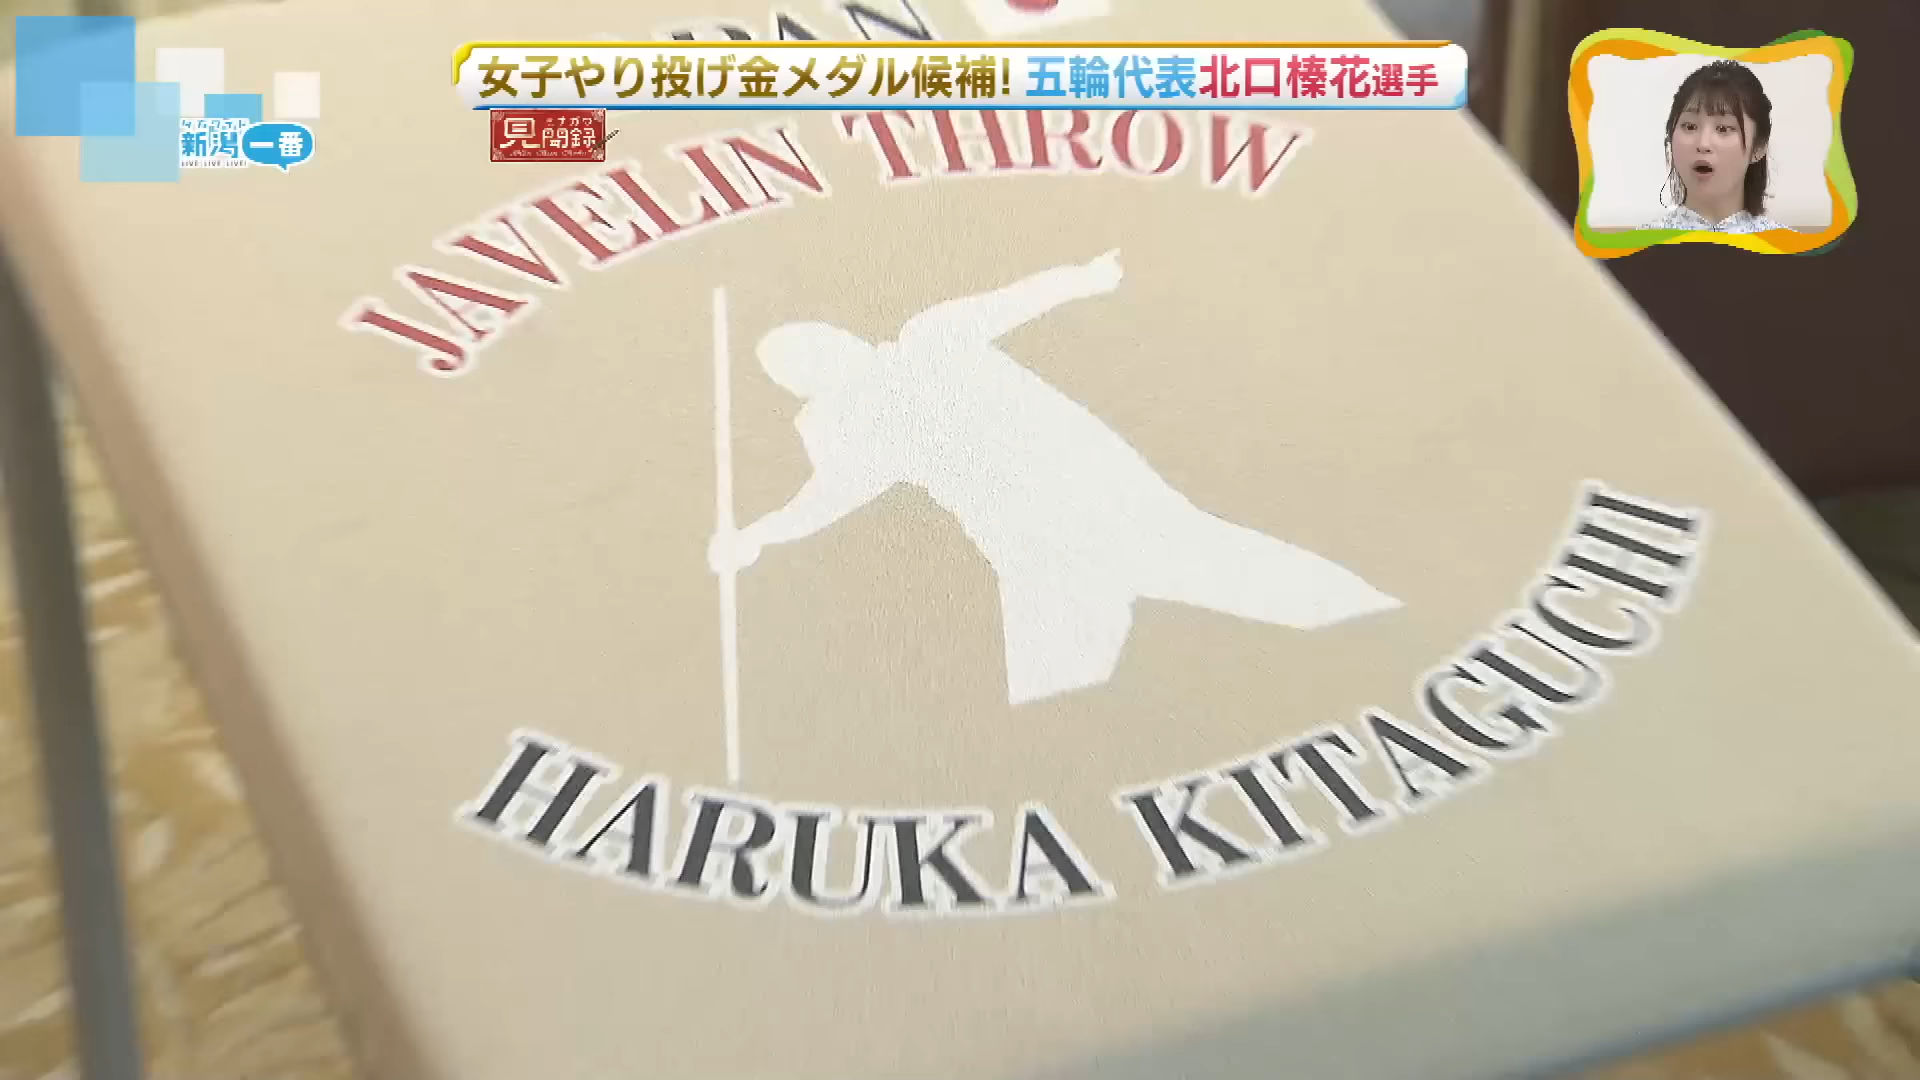 女子やり投げ金メダル候補! 五輪代表北口榛花選手
新潟一番
見聞録
JAPAN
JAVELIN THROW
HARUKA KITAGUCHI